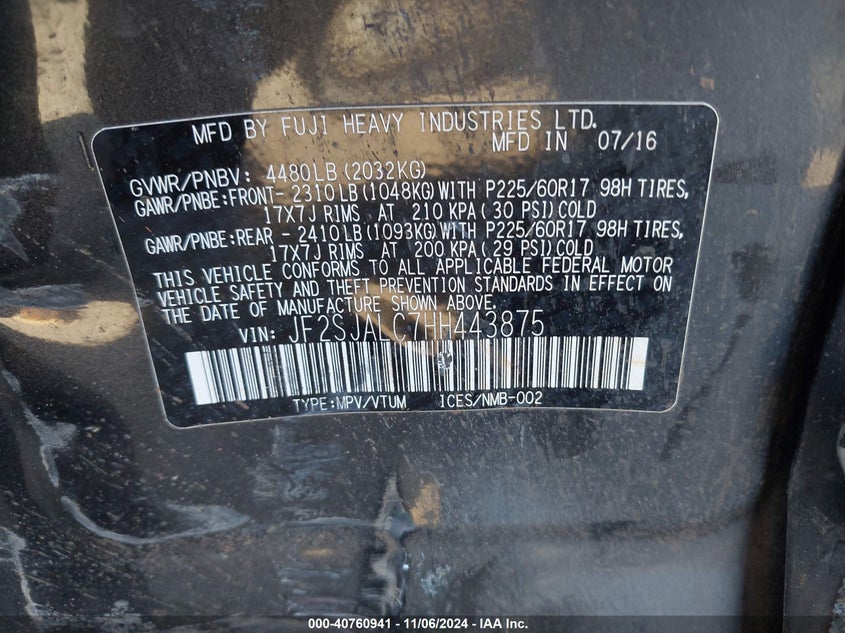 MFD BY FUJI HEAVY INDUSTRIES LTD.
MFD IN 07/16
GVWR/PNBV: 4480LB (2032KG)
GAWR/PNBE:FRONT- 2310LB (1048KG) WITH P225/60R17 98H TIRES,
17X7J RIMS AT 210 KPA( 30 PSI)COLD
GAWR/PNBE:REAR - 2410LB (1093KG) WITH P225/60R17 98H TIRES,
17X7J RIMS AT 200 KPA( 29 PSI)COLD
THIS VEHICLE CONFORMS TO ALL APPLICABLE FEDERAL MOTOR
VEHICLE SAFETY AND THEFT PREVENTION STANDARDS IN EFFECT ON
THE DATE OF MANUFACTURE SHOWN ABOVE.
VIN: JF2SJALC7HH443875
TYPE:MPV/VTUM ICES/NMB-002
000-40760941 - 11/06/2024 - IAA Inc.